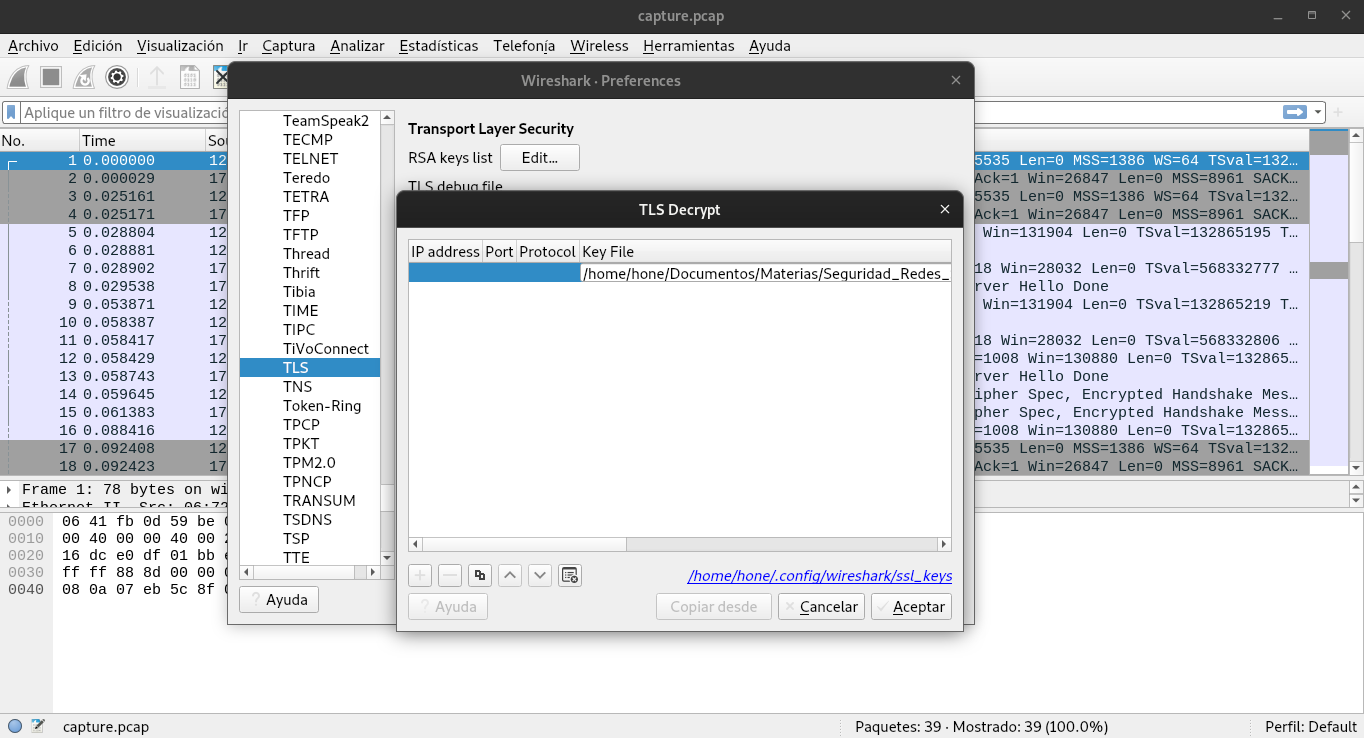 capture.pcap
Archivo Edición Visualización Ir Captura Analizar Estadísticas Telefonía Wireless Herramientas Ayuda
Wireshark · Preferences
Aplique un filtro de visualizació
No. Time Sou
1 0.000000 12 5535 Len=0 MSS=1386 WS=64 TSval=132…
2 0.000029 17 Ack=1 Win=26847 Len=0 MSS=8961 SACK…
3 0.025161 12 5535 Len=0 MSS=1386 WS=64 TSval=132…
4 0.025171 17 Ack=1 Win=26847 Len=0 MSS=8961 SACK…
5 0.028804 12 Win=131904 Len=0 TSval=132865195 T…
6 0.028881 12
7 0.028902 17 18 Win=28032 Len=0 TSval=568332777 …
8 0.029538 17 rver Hello Done
9 0.053871 12 Win=131904 Len=0 TSval=132865219 T…
10 0.058387 12
11 0.058417 17 18 Win=28032 Len=0 TSval=568332806 …
12 0.058429 12 =1008 Win=130880 Len=0 TSval=132865…
13 0.058743 17 rver Hello Done
14 0.059645 12 ipher Spec, Encrypted Handshake Mes…
15 0.061383 17 pher Spec, Encrypted Handshake Mess…
16 0.088416 12 =1008 Win=130880 Len=0 TSval=132865…
17 0.092408 12 5535 Len=0 MSS=1386 WS=64 TSval=132…
18 0.092423 17 Ack=1 Win=26847 Len=0 MSS=8961 SACK…
Frame 1: 78 bytes on wi
Ethernet II, Src: 06:72
0000 06 41 fb 0d 59 be
0010 00 40 00 00 40 00
0020 16 dc e0 df 01 bb
0030 ff ff 88 8d 00 00
0040 08 0a 07 eb 5c 8f
TeamSpeak2
TECMP
TELNET
Teredo
TETRA
TFP
TFTP
Thread
Thrift
Tibia
TIME
TIPC
TiVoConnect
TLS
TNS
Token-Ring
TPCP
TPKT
TPM2.0
TPNCP
TRANSUM
TSDNS
TSP
TTE
? Ayuda
Transport Layer Security
RSA keys list Edit…
TLS debug file
TLS Decrypt
IP address Port Protocol Key File
/home/hone/Documentos/Materias/Seguridad_Redes_
/home/hone/.config/wireshark/ssl_keys
? Ayuda Copiar desde Cancelar Aceptar
capture.pcap Paquetes: 39 · Mostrado: 39 (100.0%) Perfil: Default